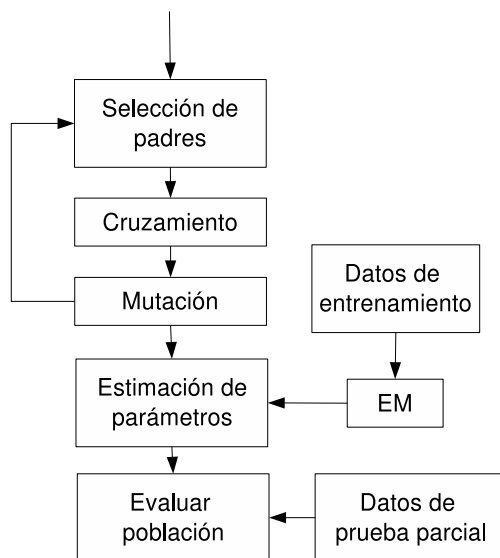 Selección de
padres
Cruzamiento
Mutación
Datos de
entrenamiento
Estimación de
parámetros
EM
Evaluar
población
Datos de
prueba parcial